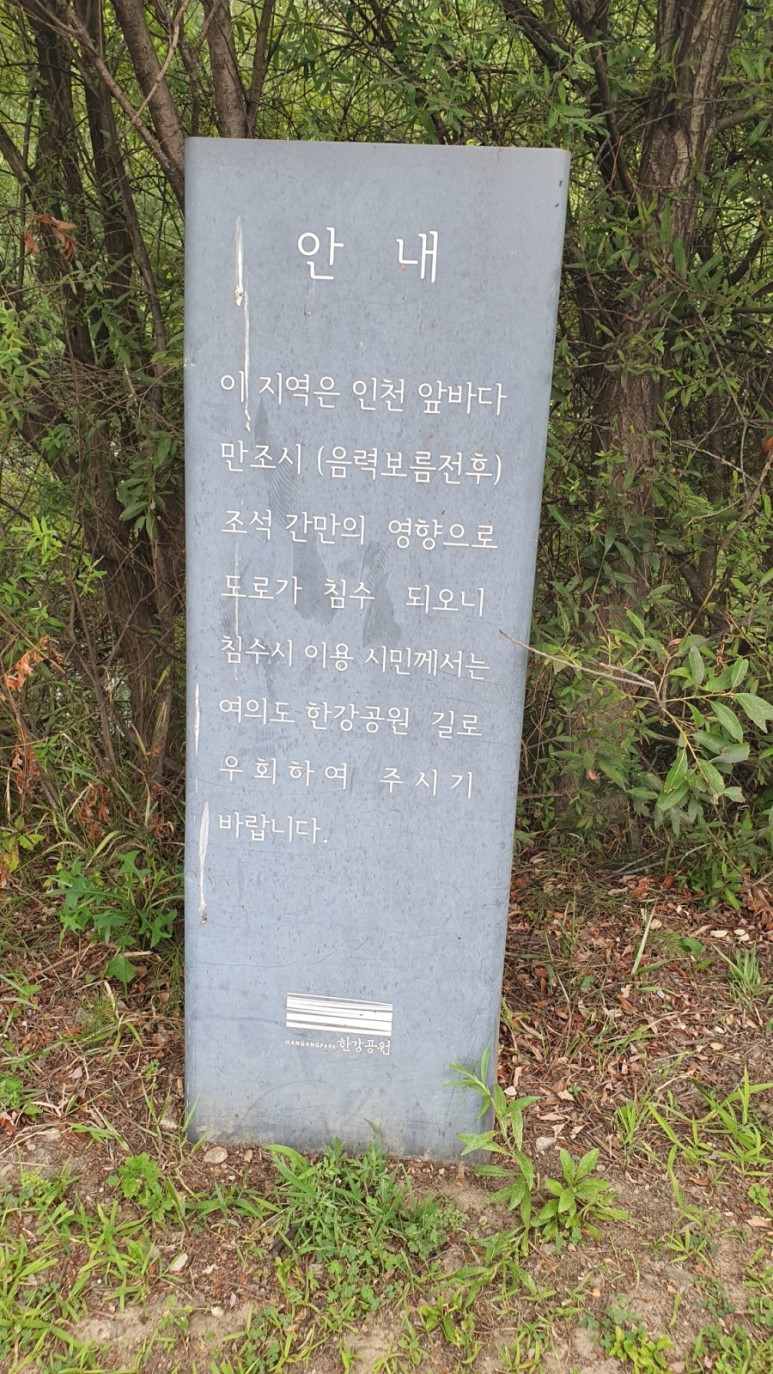 안 내
이 지역은 인천 앞바다
만조시 (음력보름전후)
조석 간만의 영향으로
도로가 침수 되오니
침수시 이용 시민께서는
여의도 한강공원 길로
우회하여 주시기
바랍니다.
HANGANGPARK 한강공원